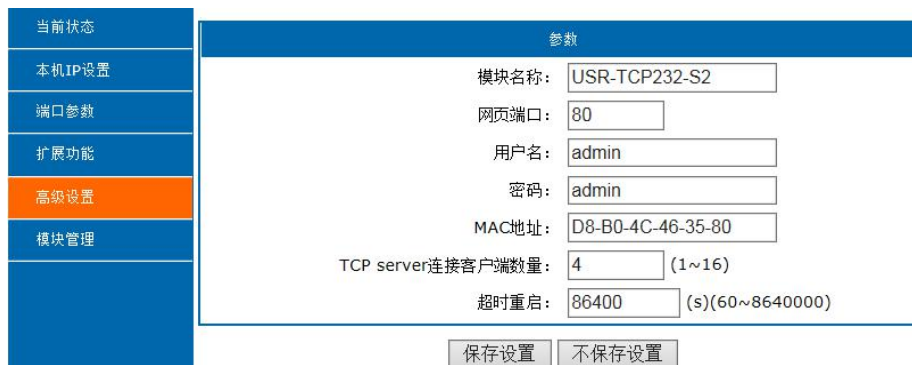 当前状态
本机IP设置
端口参数
扩展功能
高级设置
模块管理
参数
模块名称: USR-TCP232-S2
网页端口: 80
用户名: admin
密码: admin
MAC地址: D8-B0-4C-46-35-80
TCP server连接客户端数量: 4 (1~16)
超时重启: 86400 (s)(60~8640000)
保存设置 不保存设置